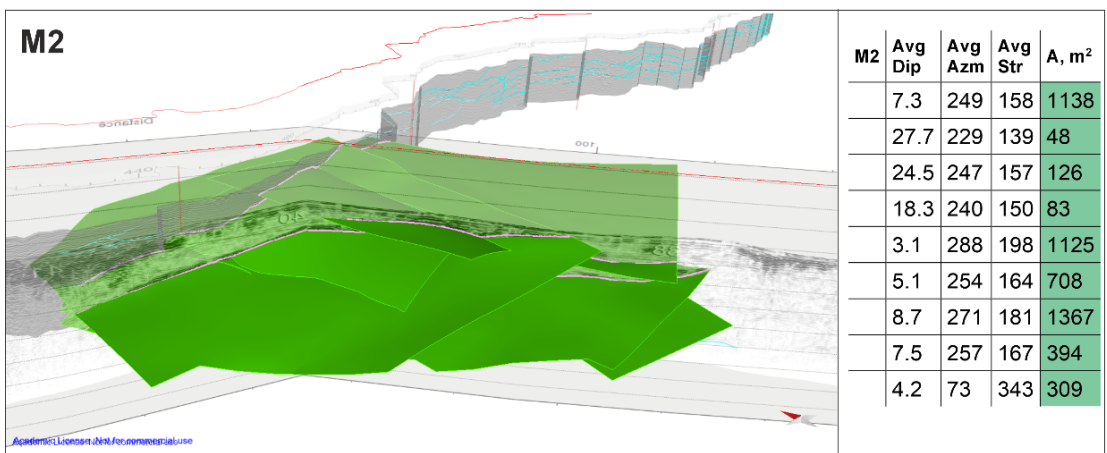 M2
Distance
100
440
Academic License: Not for commercial use
M2 Avg Dip Avg Azm Avg Str A, m²
7.3 249 158 1138
27.7 229 139 48
24.5 247 157 126
18.3 240 150 83
3.1 288 198 1125
5.1 254 164 708
8.7 271 181 1367
7.5 257 167 394
4.2 73 343 309